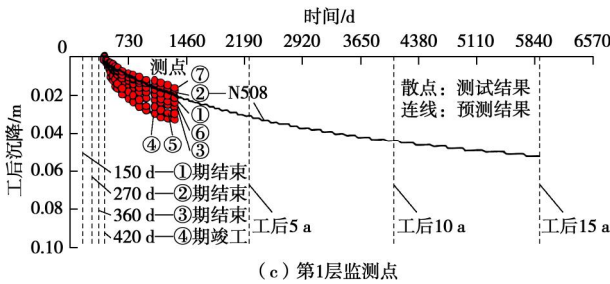 时间/d
0 730 1460 2190 2920 3650 4380 5110 5840 6570
工后沉降/m
0.02
0.04
0.06
0.08
0.10
测点
⑦
②
N508
①
⑥
③
④ ⑤
散点：测试结果
连线：预测结果
150 d—①期结束
270 d—②期结束
360 d—③期结束
420 d—④期竣工
工后5 a
工后10 a
工后15 a
（c）第1层监测点